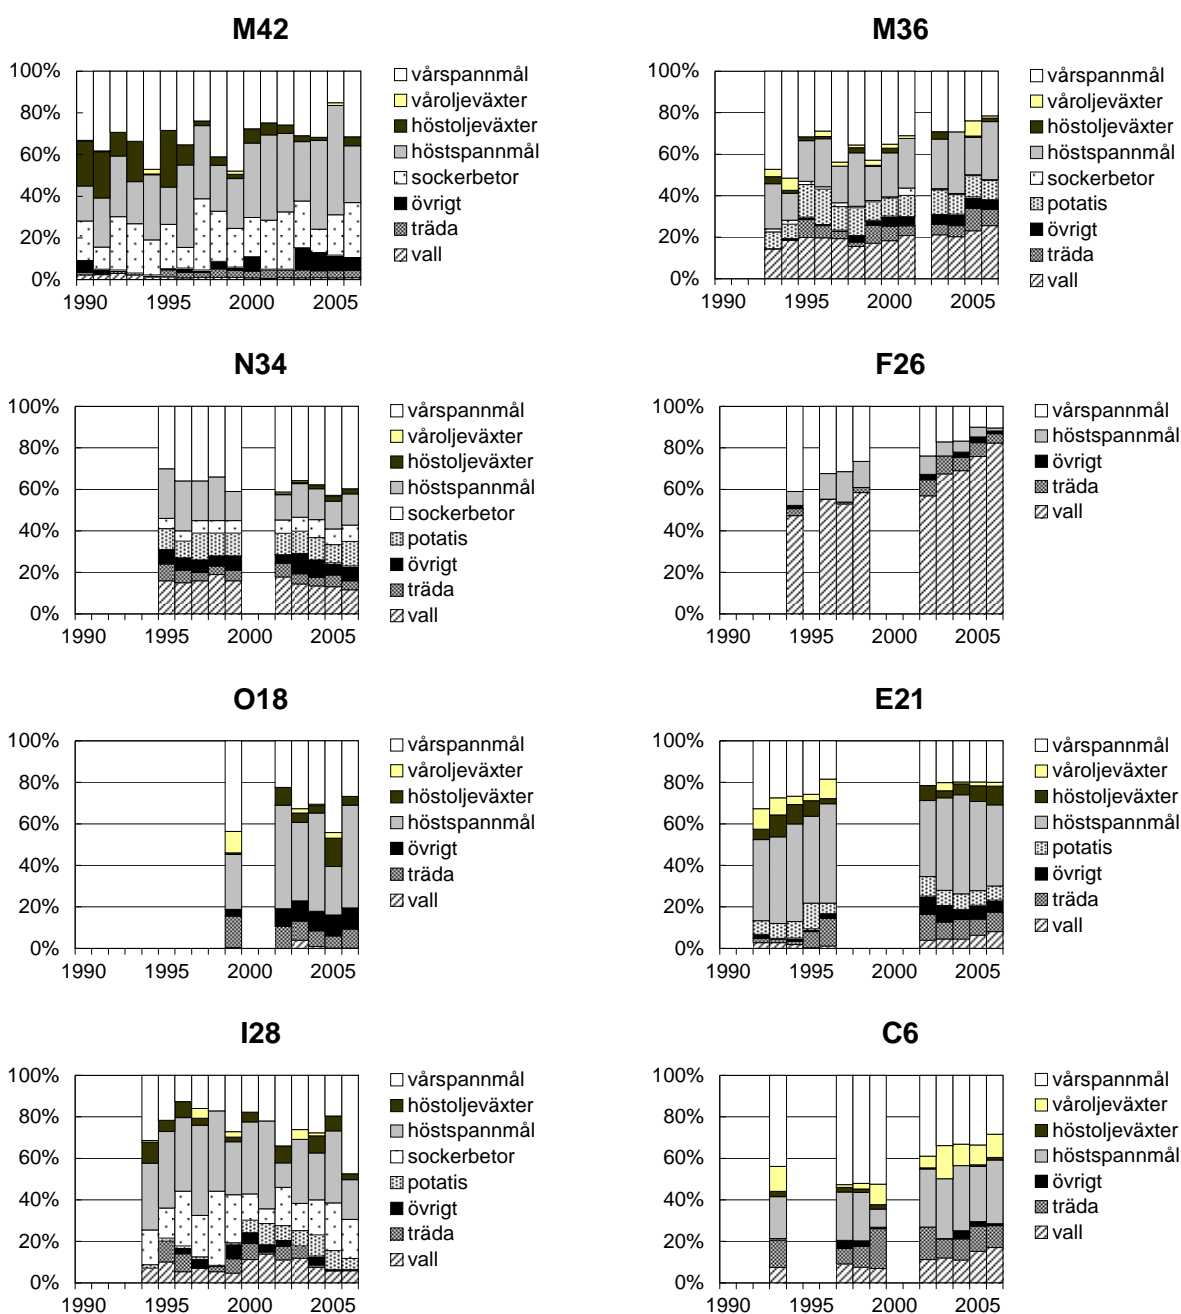 M42
100%
80%
60%
40%
20%
0%
1990
1995
2000
2005
vårspannmål
våroljeväxter
höstoljeväxter
höstspannmål
sockerbetor
övrigt
träda
vall
M36
100%
80%
60%
40%
20%
0%
1990
1995
2000
2005
vårspannmål
våroljeväxter
höstoljeväxter
höstspannmål
sockerbetor
potatis
övrigt
träda
vall
N34
100%
80%
60%
40%
20%
0%
1990
1995
2000
2005
vårspannmål
våroljeväxter
höstoljeväxter
höstspannmål
sockerbetor
potatis
övrigt
träda
vall
F26
100%
80%
60%
40%
20%
0%
1990
1995
2000
2005
vårspannmål
höstspannmål
övrigt
träda
vall
O18
100%
80%
60%
40%
20%
0%
1990
1995
2000
2005
vårspannmål
våroljeväxter
höstoljeväxter
höstspannmål
övrigt
träda
vall
E21
100%
80%
60%
40%
20%
0%
1990
1995
2000
2005
vårspannmål
våroljeväxter
höstoljeväxter
höstspannmål
potatis
övrigt
träda
vall
I28
100%
80%
60%
40%
20%
0%
1990
1995
2000
2005
vårspannmål
höstoljeväxter
höstspannmål
sockerbetor
potatis
övrigt
träda
vall
C6
100%
80%
60%
40%
20%
0%
1990
1995
2000
2005
vårspannmål
våroljeväxter
höstoljeväxter
höstspannmål
övrigt
träda
vall